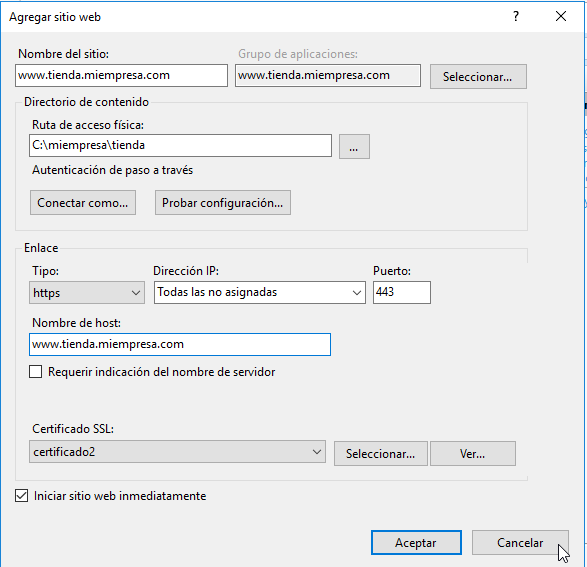 Agregar sitio web
Nombre del sitio: Grupo de aplicaciones:
www.tienda.miempresa.com www.tienda.miempresa.com Seleccionar...
Directorio de contenido
Ruta de acceso física:
C:\miempresa\tienda ...
Autenticación de paso a través
Conectar como... Probar configuración...
Enlace
Tipo: Dirección IP: Puerto:
https Todas las no asignadas 443
Nombre de host:
www.tienda.miempresa.com
Requerir indicación del nombre de servidor
Certificado SSL:
certificado2 Seleccionar... Ver...
Iniciar sitio web inmediatamente
Aceptar Cancelar